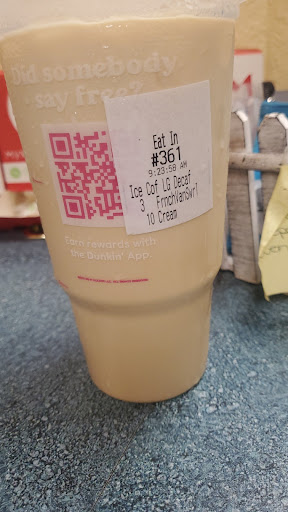 Did somebody
say free?
Eat In
#361
9:23:58 AM
Ice Cof LG Decaf
3 FrnchVanSwrl
10 Cream
Earn rewards with
the Dunkin' App.